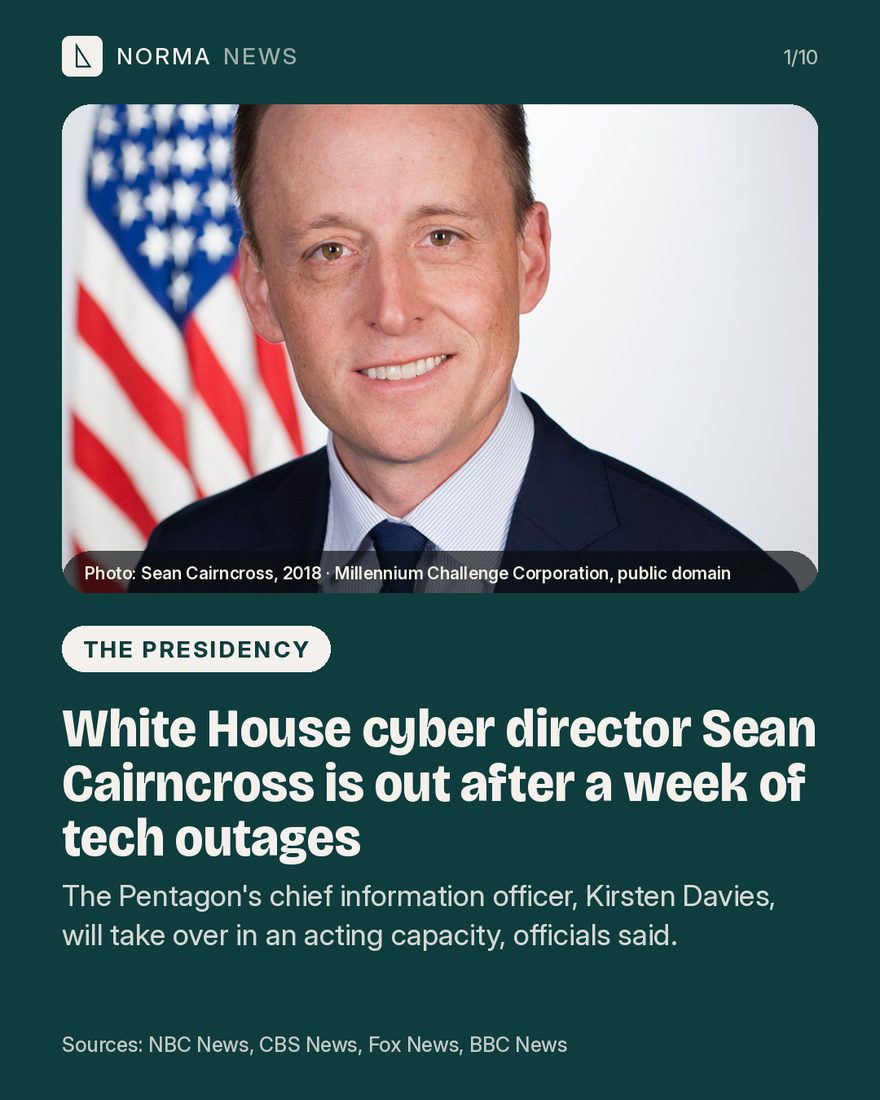 NORMA NEWS
1/10
Photo: Sean Cairncross, 2018 · Millennium Challenge Corporation, public domain
THE PRESIDENCY
White House cyber director Sean
Cairncross is out after a week of
tech outages
The Pentagon's chief information officer, Kirsten Davies,
will take over in an acting capacity, officials said.
Sources: NBC News, CBS News, Fox News, BBC News